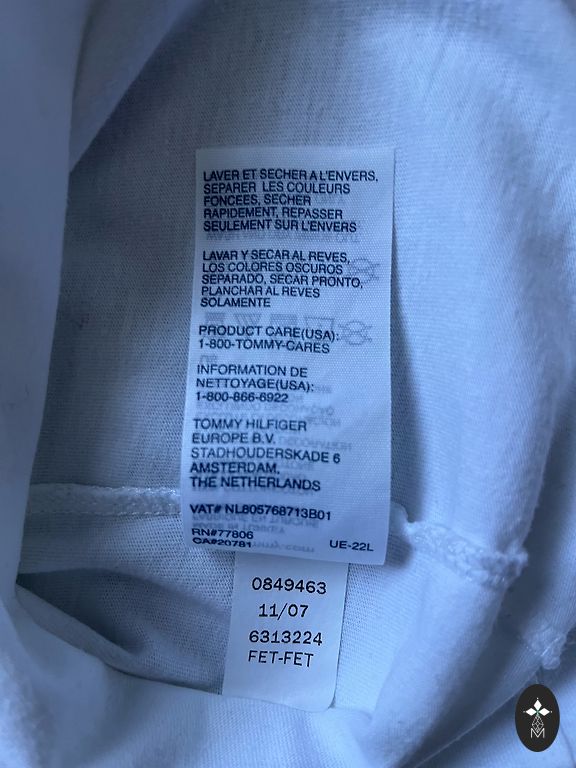 LAVER ET SECHER A L'ENVERS,
SEPARER LES COULEURS
FONCEES, SECHER
RAPIDEMENT, REPASSER
SEULEMENT SUR L'ENVERS
LAVAR Y SECAR AL REVES,
LOS COLORES OSCUROS
SEPARADO, SECAR PRONTO,
PLANCHAR AL REVES
SOLAMENTE
PRODUCT CARE(USA):
1-800-TOMMY-CARES
INFORMATION DE
NETTOYAGE(USA):
1-800-866-6922
TOMMY HILFIGER
EUROPE B.V.
STADHOUDERSKADE 6
AMSTERDAM,
THE NETHERLANDS
VAT# NL805768713B01
RN#77806
CA#20781 UE-22L
0849463
11/07
6313224
FET-FET
M